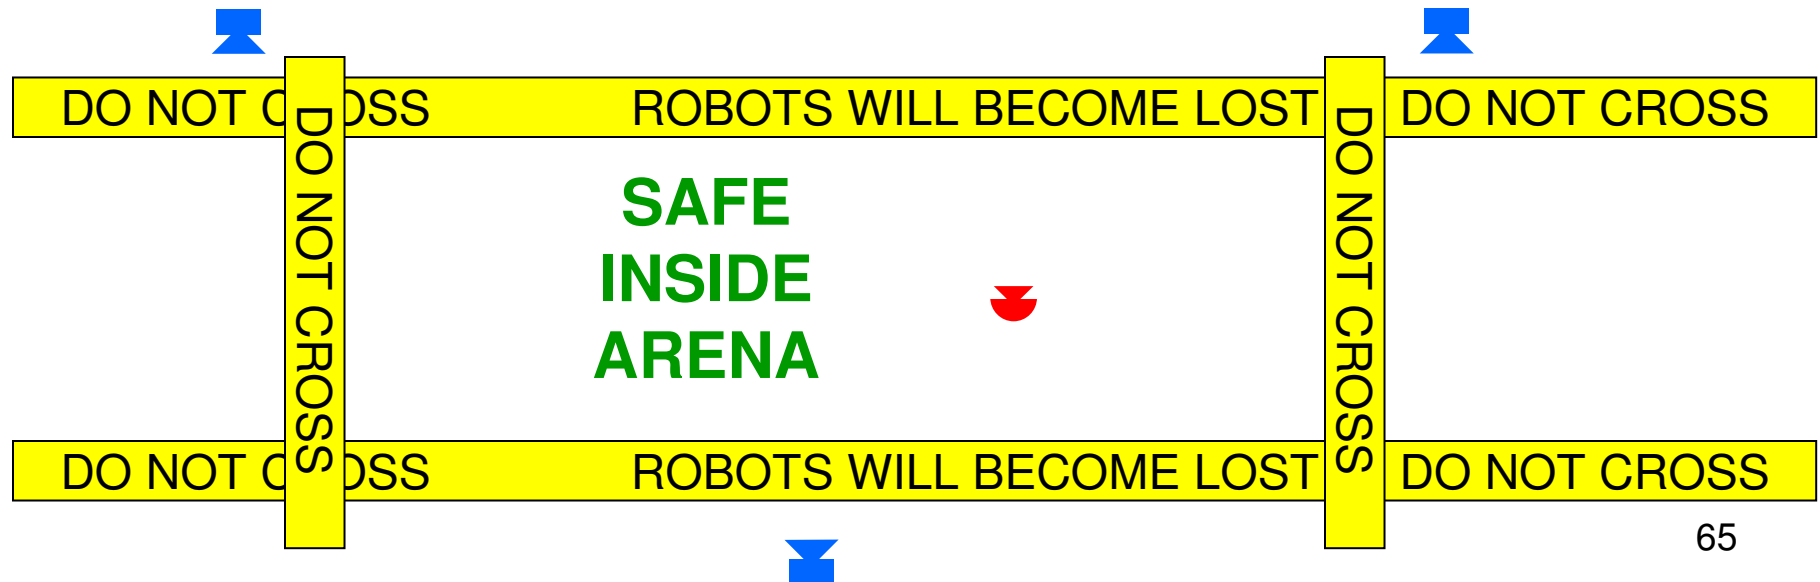 DO NOT C OSS ROBOTS WILL BECOME LOST DO NOT CROSS
DO NOT CROSS
DO NOT CROSS
SAFE
INSIDE
ARENA
DO NOT C OSS ROBOTS WILL BECOME LOST DO NOT CROSS
65